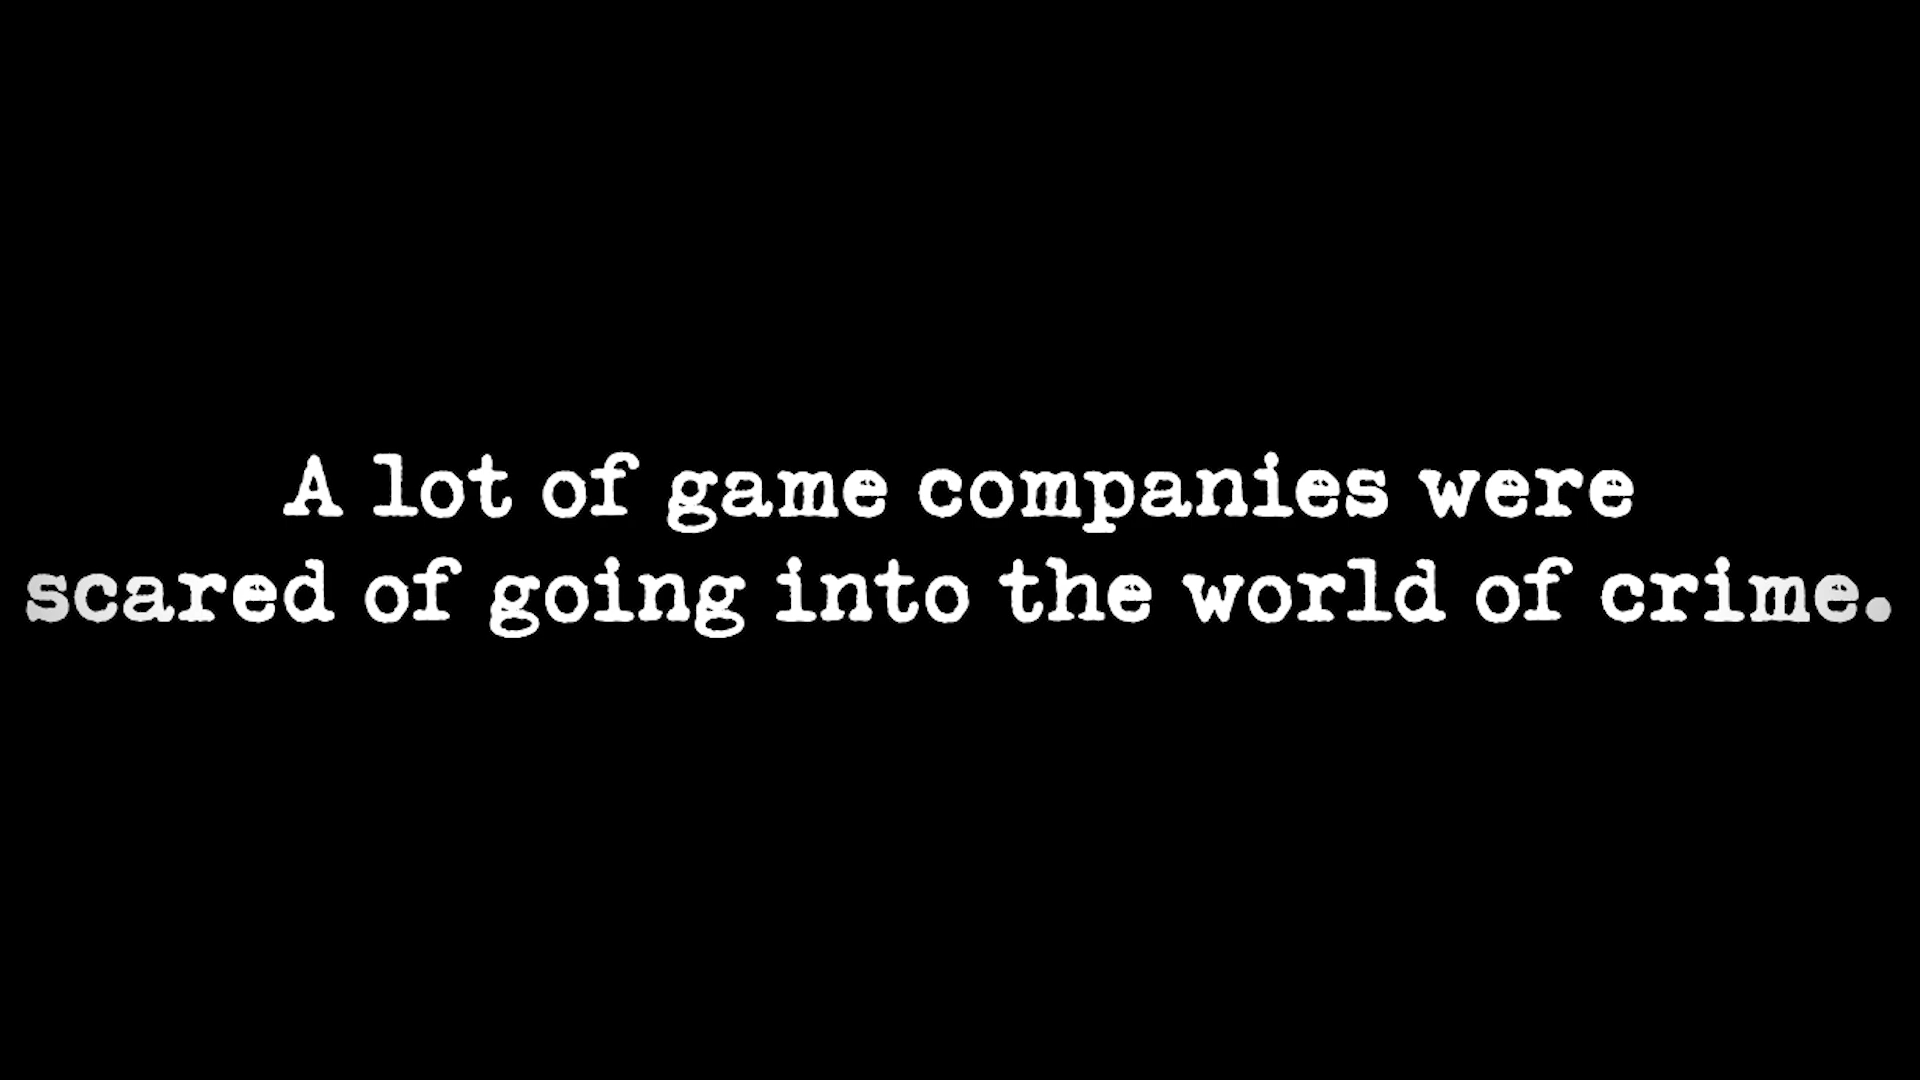 A lot of game companies were
scared of going into the world of crime.